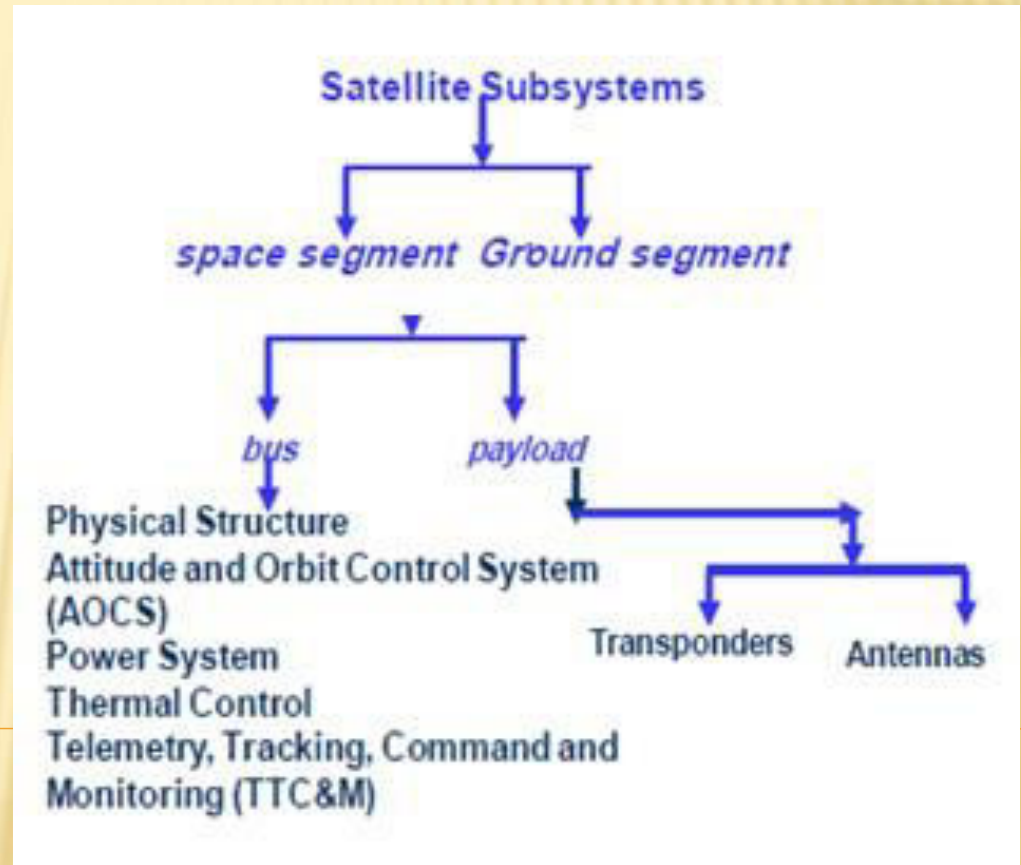 Satellite Subsystems
space segment Ground segment
bus payload
Physical Structure
Attitude and Orbit Control System
(AOCS)
Power System
Thermal Control
Telemetry, Tracking, Command and
Monitoring (TTC&M)
Transponders Antennas